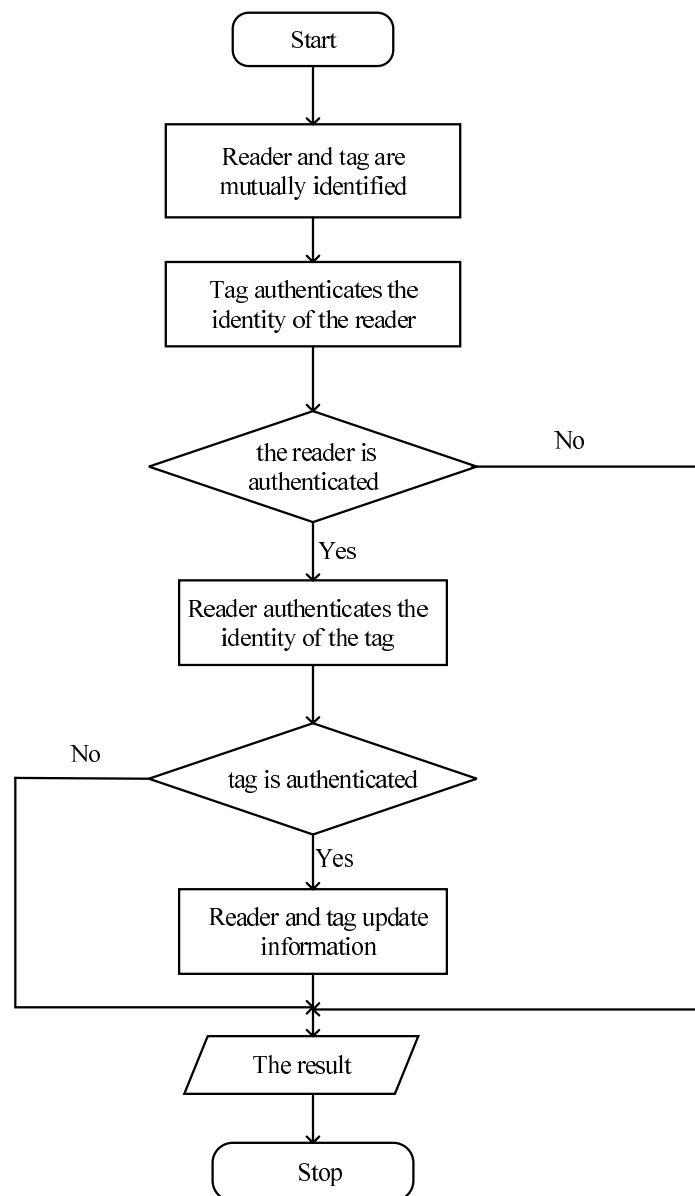 Start
Reader and tag are
mutually identified
Tag authenticates the
identity of the reader
the reader is
authenticated
No
Yes
Reader authenticates the
identity of the tag
No
tag is authenticated
Yes
Reader and tag update
information
The result
Stop